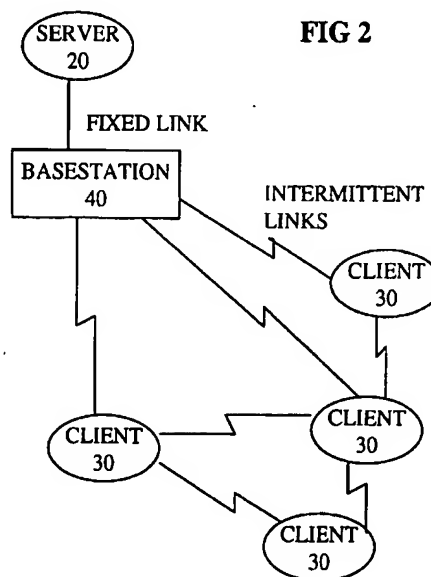 FIG 2
SERVER
20
FIXED LINK
BASESTATION
40
INTERMITTENT
LINKS
CLIENT
30
CLIENT
30
CLIENT
30
CLIENT
30